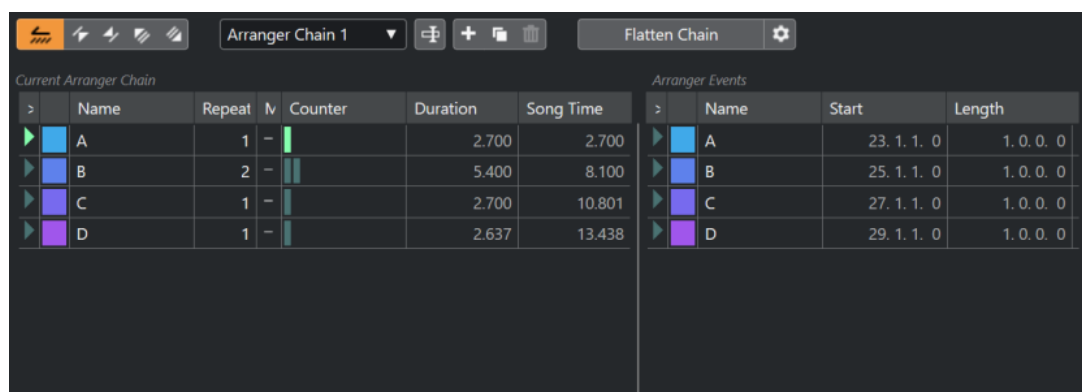 Arranger Chain 1 Flatten Chain
Current Arranger Chain Arranger Events
Name Repeat M Counter Duration Song Time Name Start Length
A 1 – 2.700 2.700 A 23. 1. 1. 0 1. 0. 0. 0
B 2 – 5.400 8.100 B 25. 1. 1. 0 1. 0. 0. 0
C 1 – 2.700 10.801 C 27. 1. 1. 0 1. 0. 0. 0
D 1 – 2.637 13.438 D 29. 1. 1. 0 1. 0. 0. 0